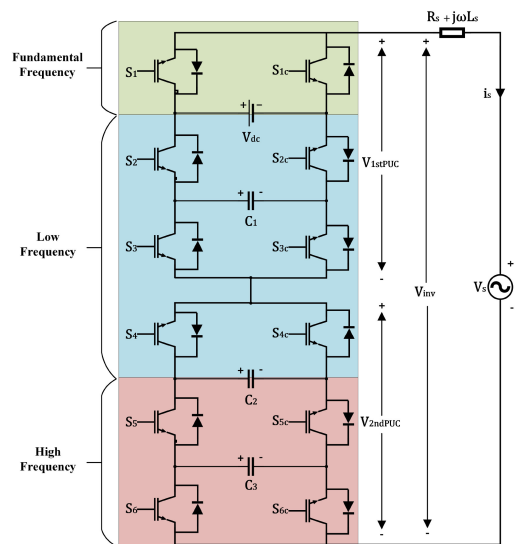 Rs + jωLs
+
Fundamental
Frequency
S1
S1c
+
+
is
+ −
Vdc
S2
S2c
V1stPUC
+ -
C1
Low
Frequency
S3
S3c
-
Vinv
+
Vs
-
+
S4
S4c
+ -
C2
V2ndPUC
S5
S5c
High
Frequency
+ -
C3
S6
S6c
-
-